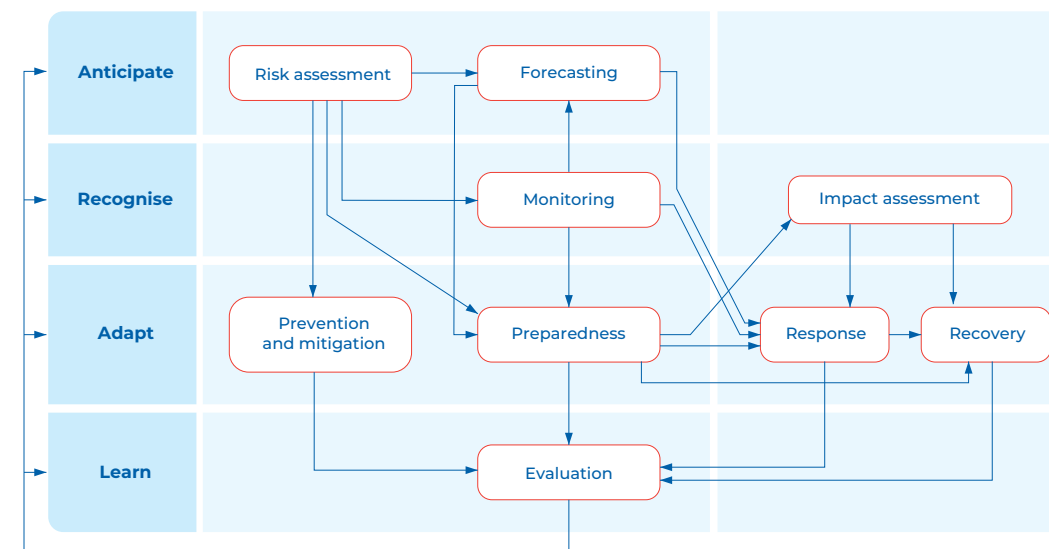 Anticipate
Risk assessment
Forecasting
Recognise
Monitoring
Impact assessment
Adapt
Prevention
and mitigation
Preparedness
Response
Recovery
Learn
Evaluation